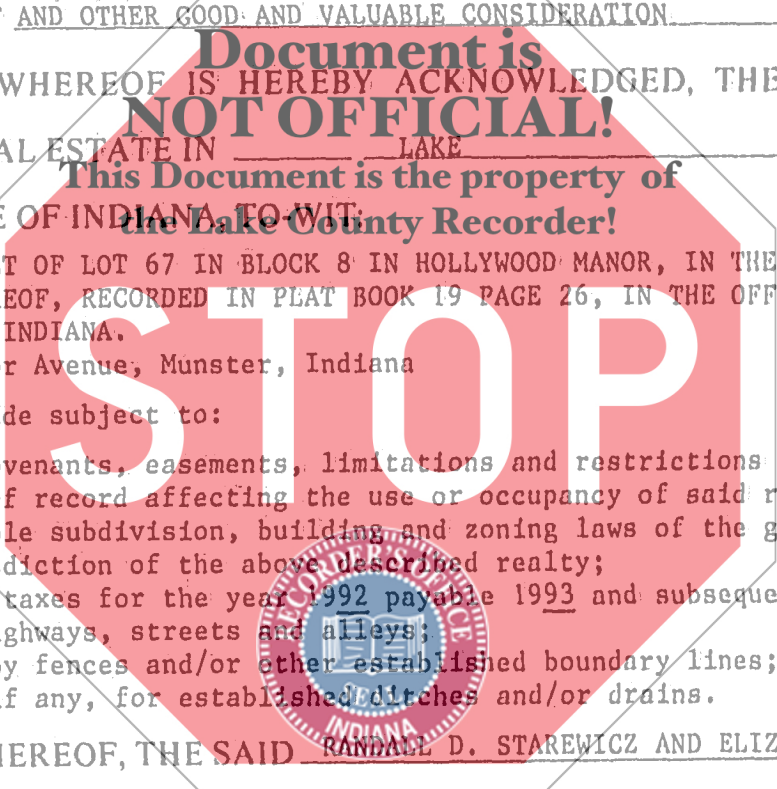 AND OTHER GOOD AND VALUABLE CONSIDERATION
Document is
WHEREOF IS HEREBY ACKNOWLEDGED, THE
NOT OFFICIAL!
AL ESTATE IN LAKE
This Document is the property of
E OF INDIANA, TO-WIT:
the Lake County Recorder!
T OF LOT 67 IN BLOCK 8 IN HOLLYWOOD MANOR, IN THE
EOF, RECORDED IN PLAT BOOK 19 PAGE 26, IN THE OFF
INDIANA.
r Avenue, Munster, Indiana
STOP
de subject to:
venants, easements, limitations and restrictions
f record affecting the use or occupancy of said r
le subdivision, building and zoning laws of the g
diction of the above described realty;
taxes for the year 1992 payable 1993 and subseque
ghways, streets and alleys;
y fences and/or other established boundary lines;
f any, for established ditches and/or drains.
RECORDER'S OFFICE
INDIANA
HEREOF, THE SAID RANDALL D. STAREWICZ AND ELIZ